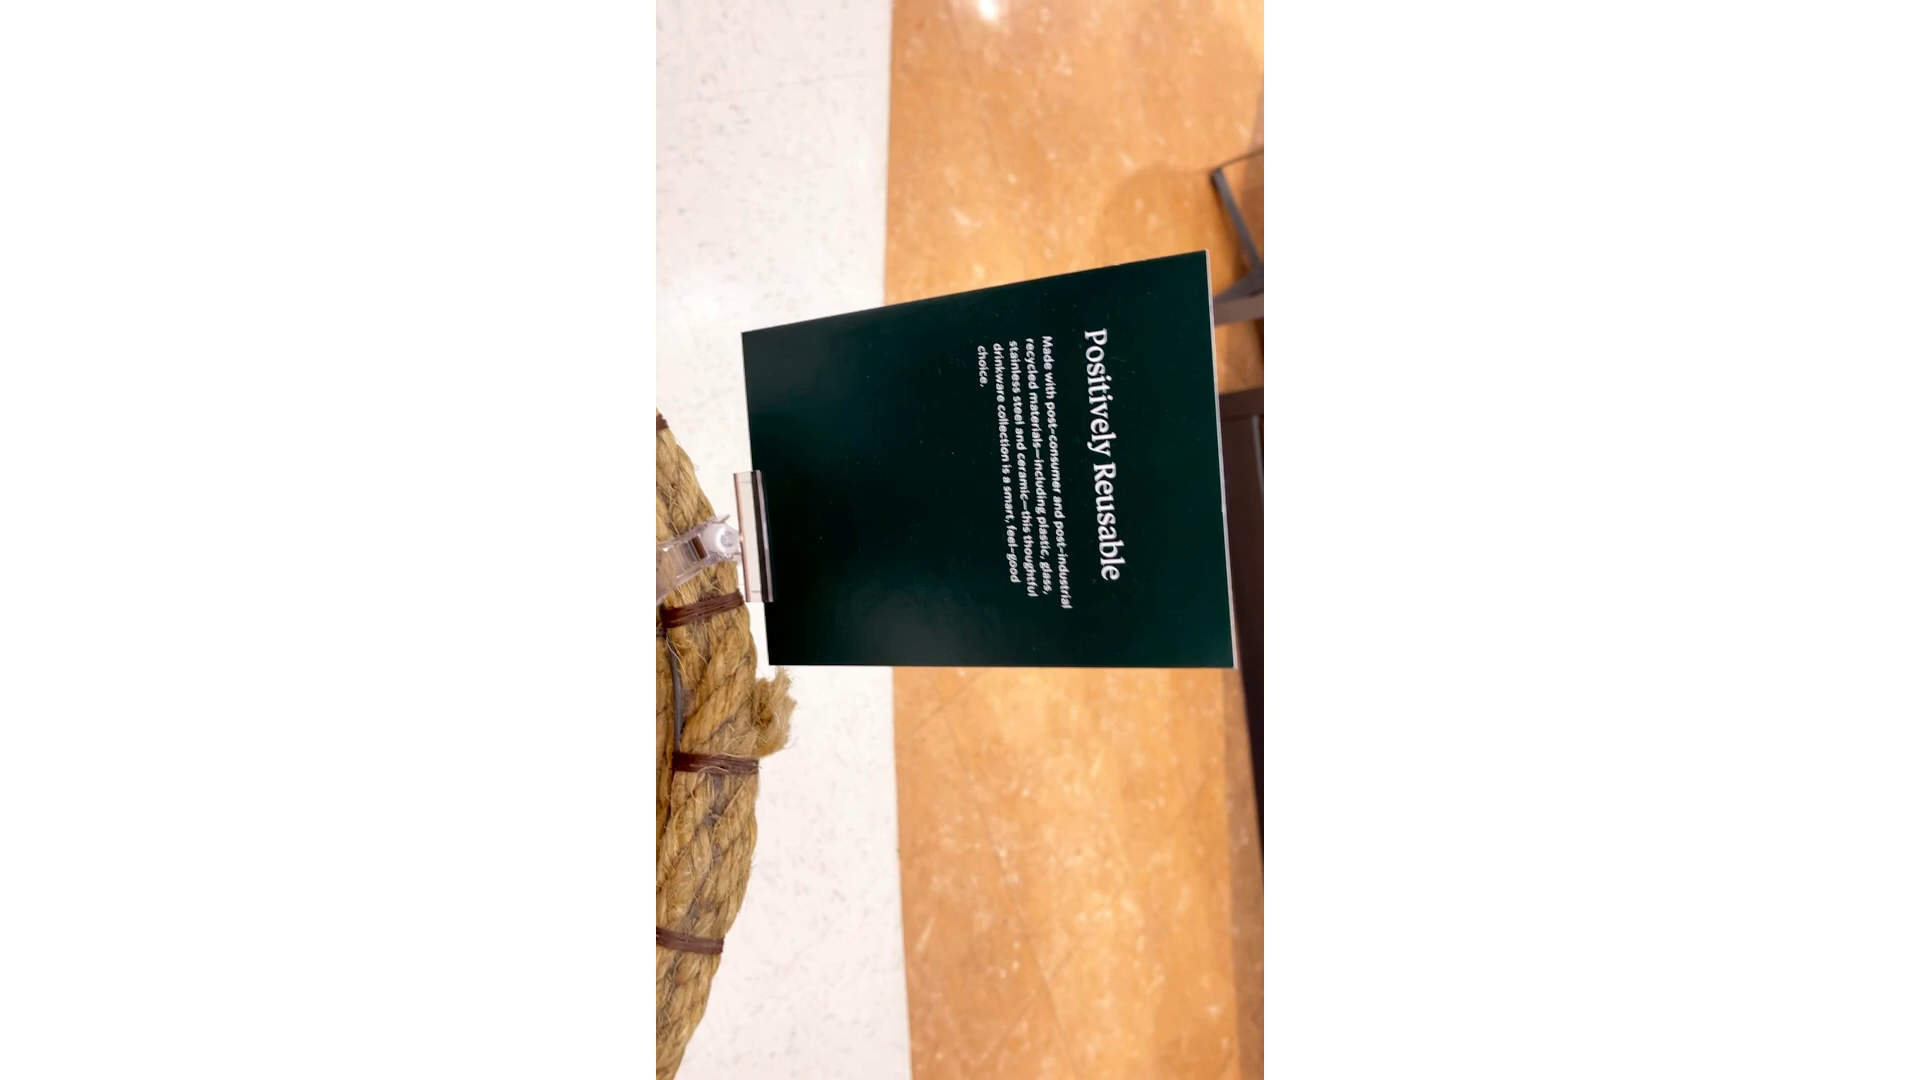 Positively Reusable
Made with post-consumer and post-industrial
recycled materials—including plastic, glass,
stainless steel and ceramic—this thoughtful
drinkware collection is a smart, feel-good
choice.